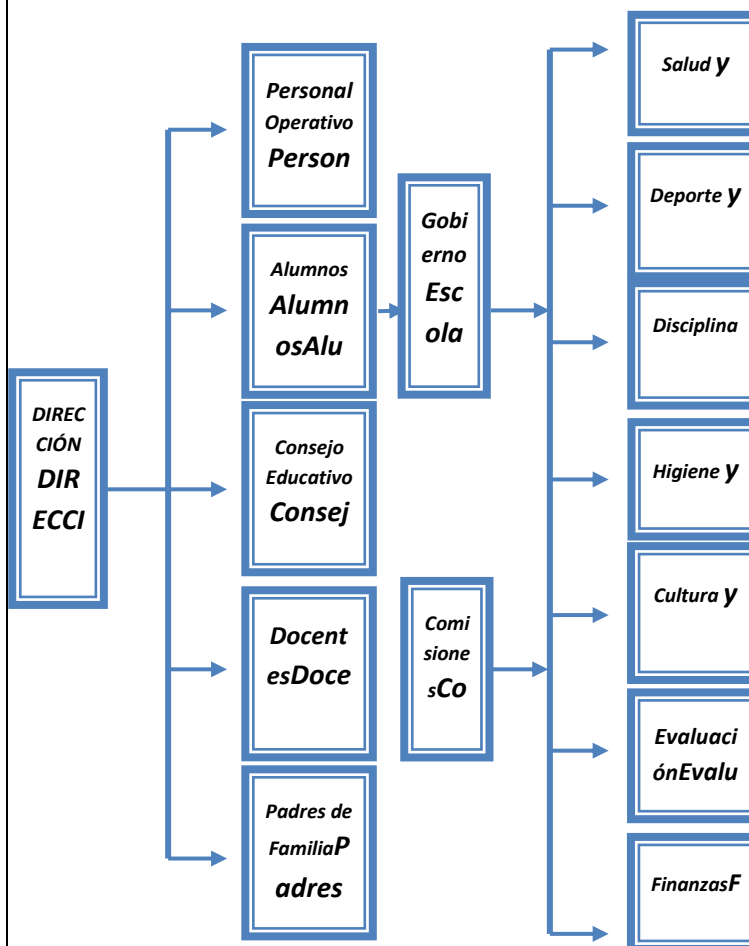 DIREC
CIÓN
DIR
ECCI
Personal
Operativo
Person
Alumnos
Alumn
osAlu
Consejo
Educativo
Consej
Docent
esDoce
Padres de
FamiliaP
adres
Gobi
erno
Esc
ola
Comi
sione
sCo
Salud y
Deporte y
Disciplina
Higiene y
Cultura y
Evaluaci
ónEvalu
FinanzasF